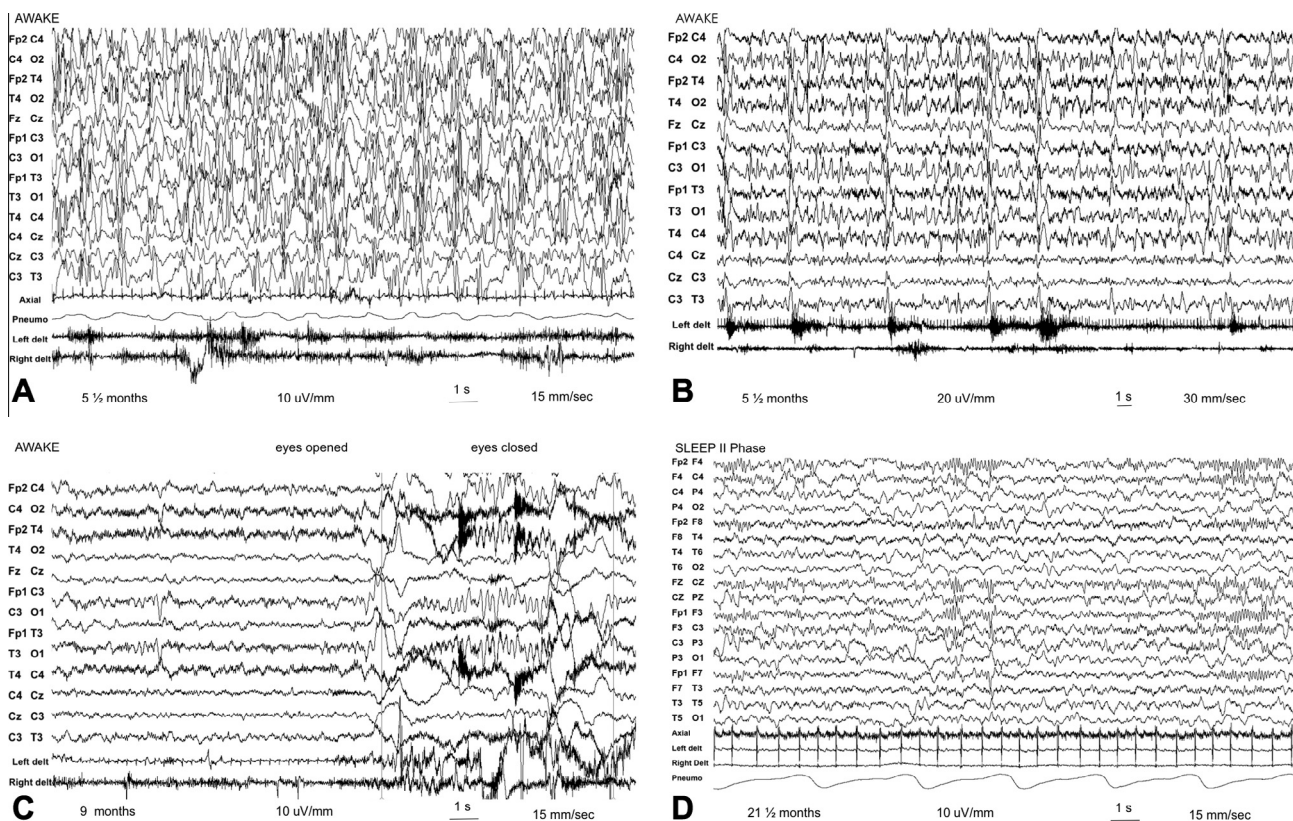 AWAKE
Fp2 C4
C4 O2
Fp2 T4
T4 O2
Fz Cz
Fp1 C3
C3 O1
Fp1 T3
T3 O1
T4 C4
C4 Cz
Cz C3
C3 T3
Axial
Pneumo
Left delt
Right delt
A
5 ½ months 10 uV/mm 1 s 15 mm/sec
AWAKE
Fp2 C4
C4 O2
Fp2 T4
T4 O2
Fz Cz
Fp1 C3
C3 O1
Fp1 T3
T3 O1
T4 C4
C4 Cz
Cz C3
C3 T3
Left delt
Right delt
B
5 ½ months 20 uV/mm 1 s 30 mm/sec
AWAKE eyes opened eyes closed
Fp2 C4
C4 O2
Fp2 T4
T4 O2
Fz Cz
Fp1 C3
C3 O1
Fp1 T3
T3 O1
T4 C4
C4 Cz
Cz C3
C3 T3
Left delt
Right delt
C
9 months 10 uV/mm 1 s 15 mm/sec
SLEEP II Phase
Fp2 F4
F4 C4
C4 P4
P4 O2
Fp2 F8
F8 T4
T4 T6
T6 O2
FZ CZ
CZ PZ
Fp1 F3
F3 C3
C3 P3
P3 O1
Fp1 F7
F7 T3
T3 T5
T5 O1
Axial
Left delt
Right Delt
Pneumo
D
21 ½ months 10 uV/mm 1 s 15 mm/sec